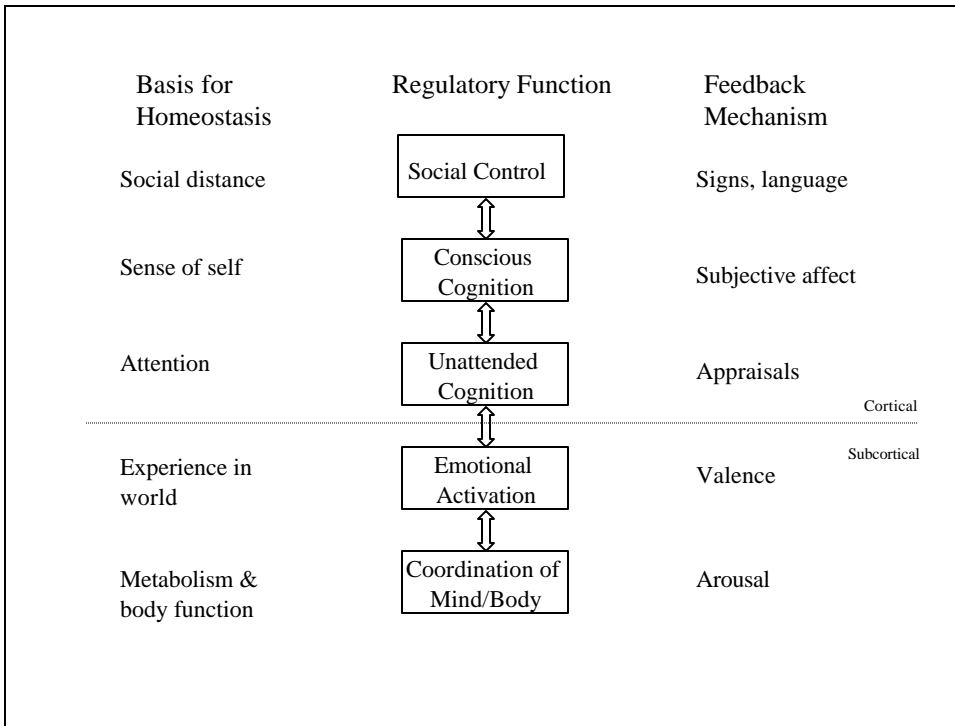 Basis for
Homeostasis
Regulatory Function
Feedback
Mechanism
Social distance
Social Control
Signs, language
Sense of self
Conscious
Cognition
Subjective affect
Attention
Unattended
Cognition
Appraisals
Cortical
Subcortical
Experience in
world
Emotional
Activation
Valence
Metabolism &
body function
Coordination of
Mind/Body
Arousal